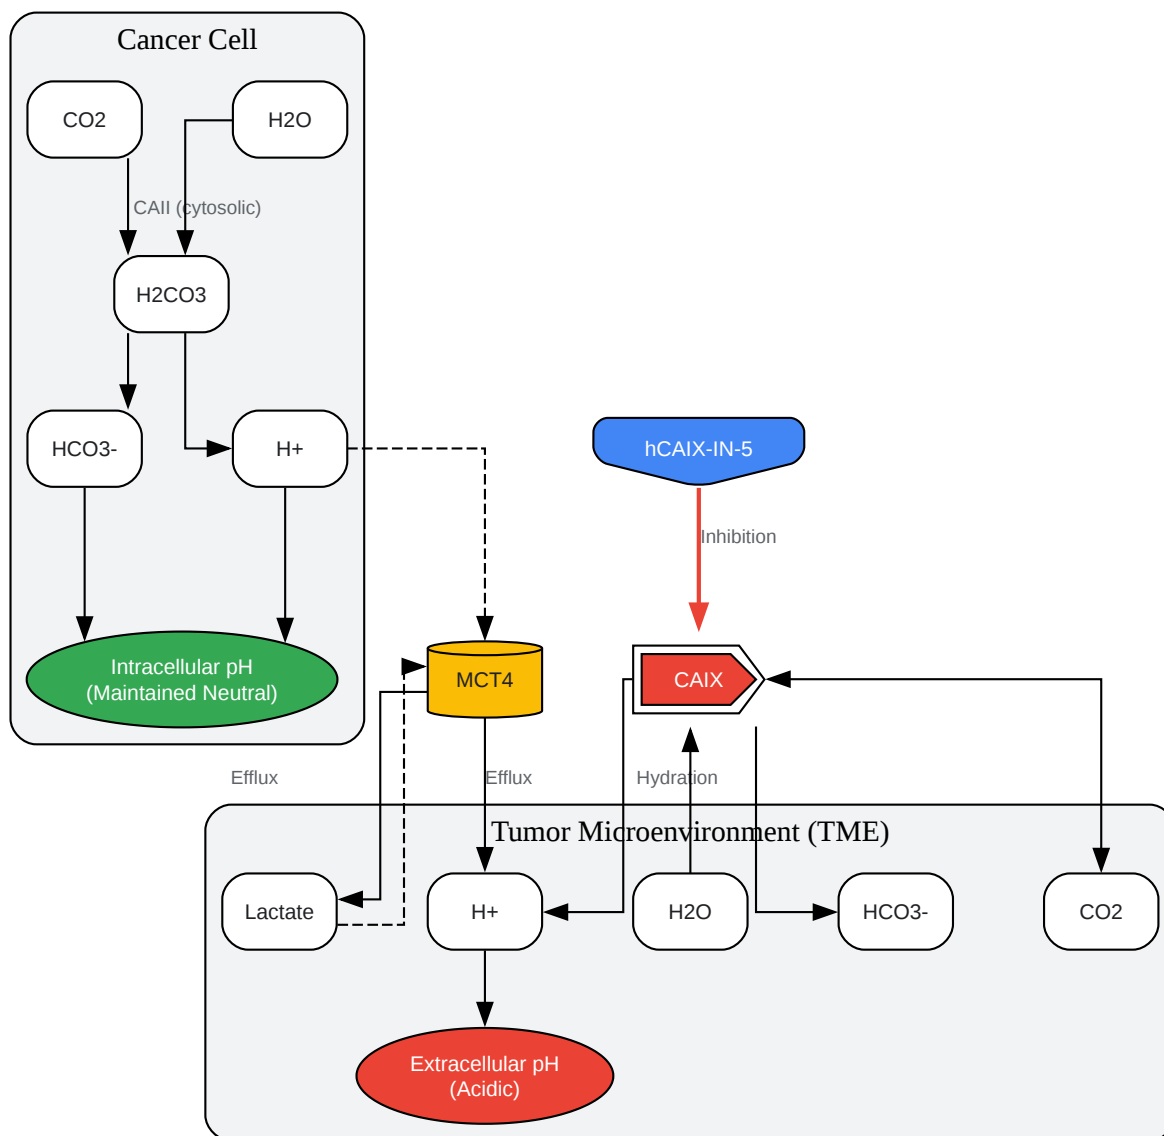 Cancer Cell
CO2
H2O
CAII (cytosolic)
H2CO3
HCO3-
H+
hCAIX-IN-5
Inhibition
Intracellular pH
(Maintained Neutral)
MCT4
CAIX
Efflux
Efflux
Hydration
Tumor Microenvironment (TME)
Lactate
H+
H2O
HCO3-
CO2
Extracellular pH
(Acidic)